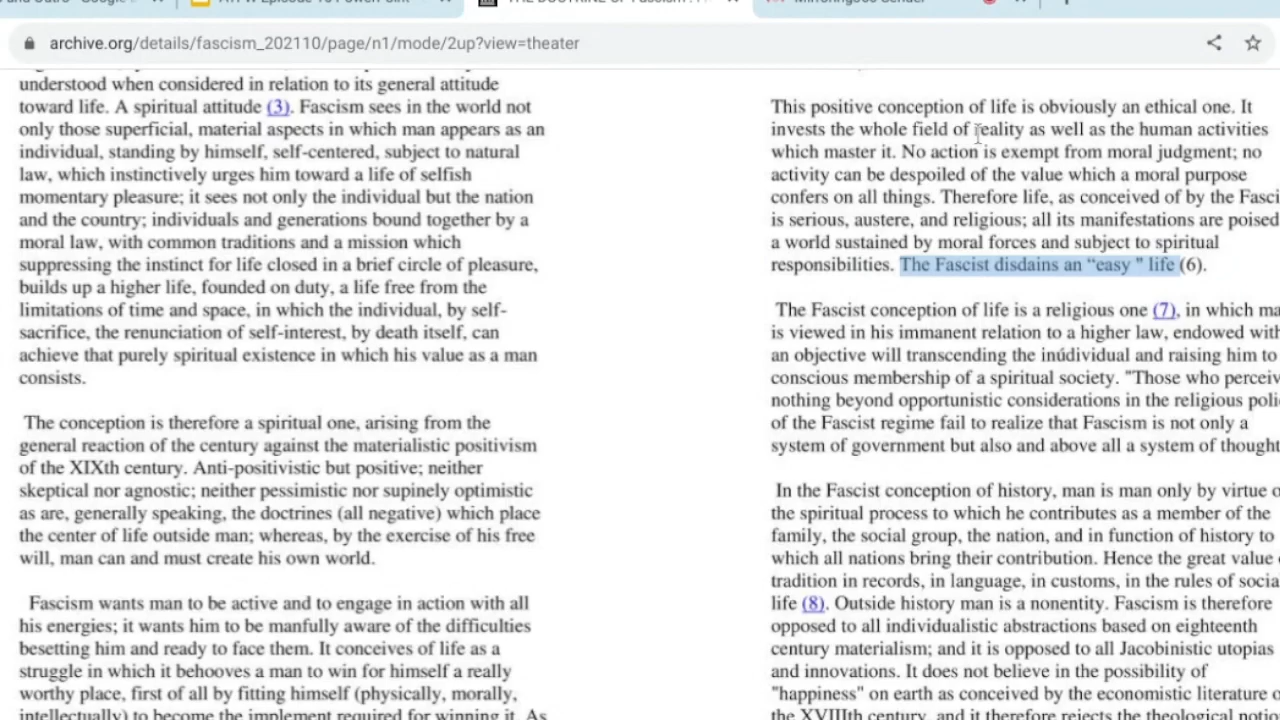 archive.org/details/fascism_202110/page/n1/mode/2up?view=theater
understood when considered in relation to its general attitude
toward life. A spiritual attitude (3). Fascism sees in the world not
only those superficial, material aspects in which man appears as an
individual, standing by himself, self-centered, subject to natural
law, which instinctively urges him toward a life of selfish
momentary pleasure; it sees not only the individual but the nation
and the country; individuals and generations bound together by a
moral law, with common traditions and a mission which
suppressing the instinct for life closed in a brief circle of pleasure,
builds up a higher life, founded on duty, a life free from the
limitations of time and space, in which the individual, by self-
sacrifice, the renunciation of self-interest, by death itself, can
achieve that purely spiritual existence in which his value as a man
consists.
The conception is therefore a spiritual one, arising from the
general reaction of the century against the materialistic positivism
of the XIXth century. Anti-positivistic but positive; neither
skeptical nor agnostic; neither pessimistic nor supinely optimistic
as are, generally speaking, the doctrines (all negative) which place
the center of life outside man; whereas, by the exercise of his free
will, man can and must create his own world.
Fascism wants man to be active and to engage in action with all
his energies; it wants him to be manfully aware of the difficulties
besetting him and ready to face them. It conceives of life as a
struggle in which it behooves a man to win for himself a really
worthy place, first of all by fitting himself (physically, morally,
intellectually) to become the implement required for winning it. As
This positive conception of life is obviously an ethical one. It
invests the whole field of reality as well as the human activities
which master it. No action is exempt from moral judgment; no
activity can be despoiled of the value which a moral purpose
confers on all things. Therefore life, as conceived of by the Fasci
is serious, austere, and religious; all its manifestations are poised
a world sustained by moral forces and subject to spiritual
responsibilities. The Fascist disdains an “easy ” life (6).
The Fascist conception of life is a religious one (7), in which ma
is viewed in his immanent relation to a higher law, endowed with
an objective will transcending the inúdividual and raising him to
conscious membership of a spiritual society. "Those who perceiv
nothing beyond opportunistic considerations in the religious poli
of the Fascist regime fail to realize that Fascism is not only a
system of government but also and above all a system of thought
In the Fascist conception of history, man is man only by virtue o
the spiritual process to which he contributes as a member of the
family, the social group, the nation, and in function of history to
which all nations bring their contribution. Hence the great value
tradition in records, in language, in customs, in the rules of socia
life (8). Outside history man is a nonentity. Fascism is therefore
opposed to all individualistic abstractions based on eighteenth
century materialism; and it is opposed to all Jacobinistic utopias
and innovations. It does not believe in the possibility of
"happiness" on earth as conceived by the economistic literature o
the XVIIIth century, and it therefore rejects the theological notio